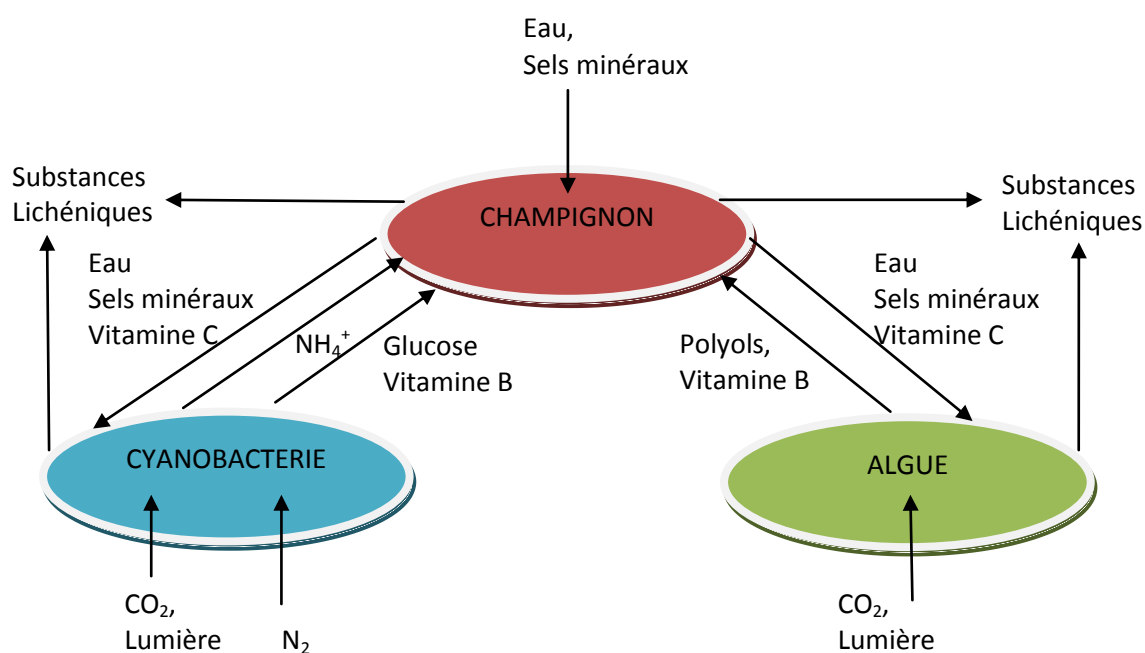 Eau,
Sels minéraux
Substances
Lichéniques
CHAMPIGNON
Substances
Lichéniques
Eau
Sels minéraux
Vitamine C
NH₄⁺
Glucose
Vitamine B
Polyols,
Vitamine B
Eau
Sels minéraux
Vitamine C
CYANOBACTERIE
ALGUE
CO₂,
Lumière
N₂
CO₂,
Lumière